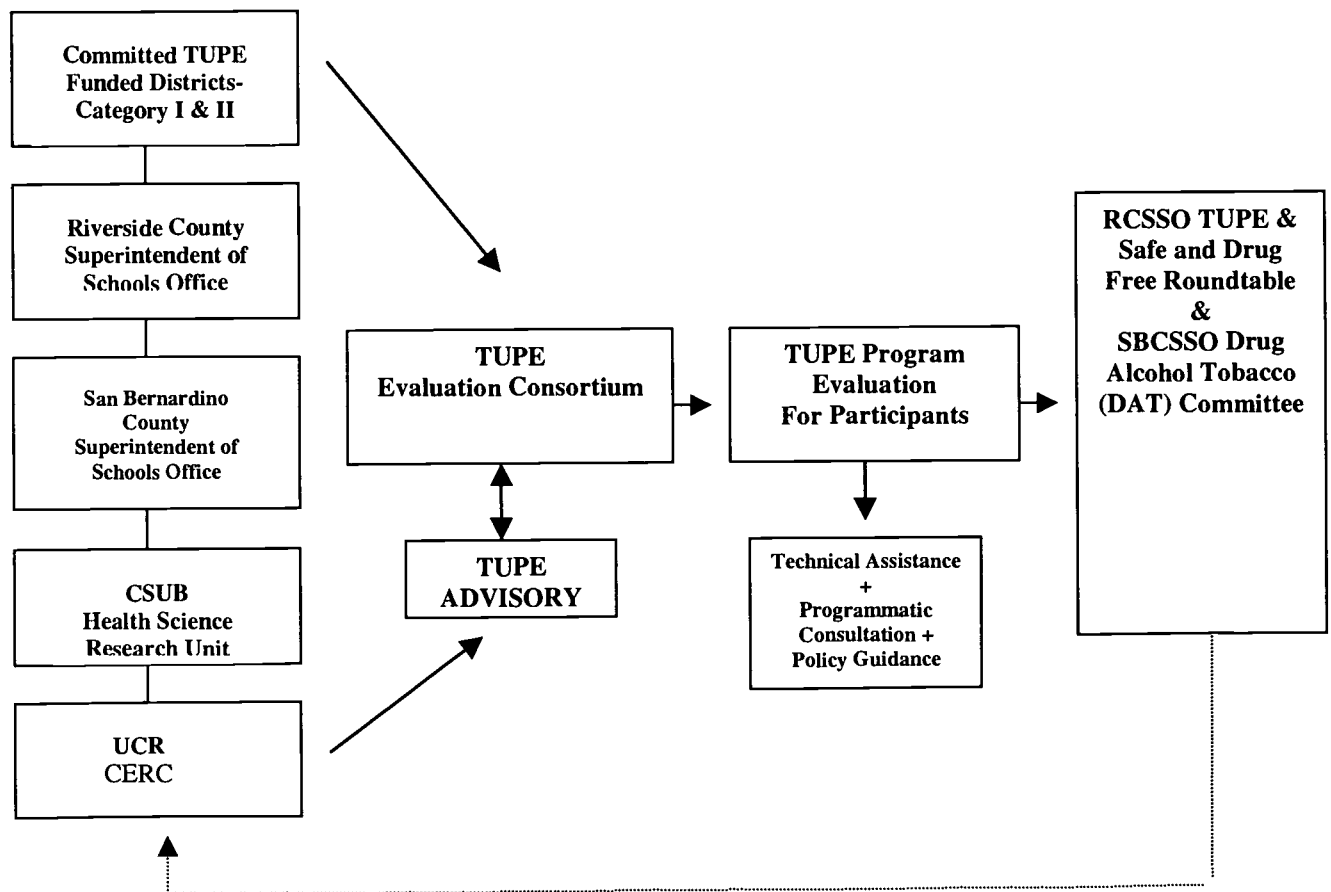 Committed TUPE
Funded Districts-
Category I & II
Riverside County
Superintendent of
Schools Office
San Bernardino
County
Superintendent of
Schools Office
CSUB
Health Science
Research Unit
UCR
CERC
TUPE
Evaluation Consortium
TUPE
ADVISORY
TUPE Program
Evaluation
For Participants
Technical Assistance
+
Programmatic
Consultation +
Policy Guidance
RCSSO TUPE &
Safe and Drug
Free Roundtable
&
SBCSSO Drug
Alcohol Tobacco
(DAT) Committee